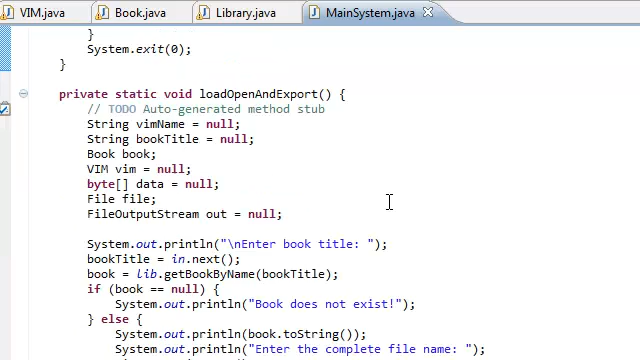 VIM.java Book.java Library.java MainSystem.java
}
System.exit(0);
}
private static void loadOpenAndExport() {
// TODO Auto-generated method stub
String vimName = null;
String bookTitle = null;
Book book;
VIM vim = null;
byte[] data = null;
File file;
FileOutputStream out = null;
System.out.println("\nEnter book title: ");
bookTitle = in.next();
book = lib.getBookByName(bookTitle);
if (book == null) {
System.out.println("Book does not exist!");
} else {
System.out.println(book.toString());
System.out.println("Enter the complete file name: ");